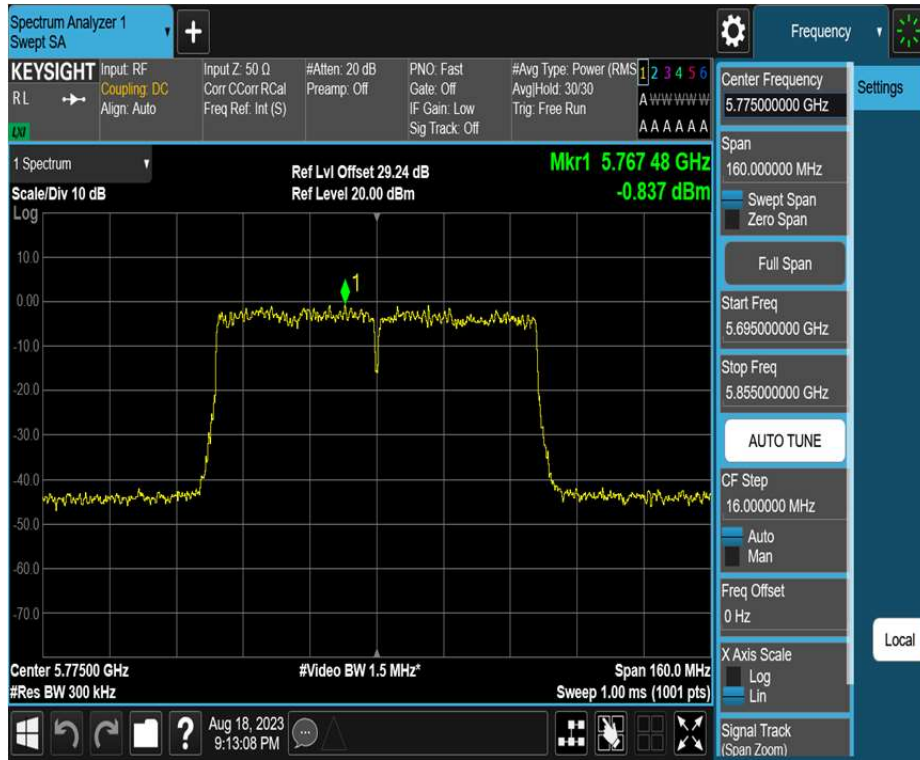 Spectrum Analyzer 1
Swept SA
+
Frequency
KEYSIGHT
R L
LXI
Input: RF
Coupling: DC
Align: Auto
Input Z: 50 Ω
Corr CCorr RCal
Freq Ref: Int (S)
#Atten: 20 dB
Preamp: Off
PNO: Fast
Gate: Off
IF Gain: Low
Sig Track: Off
#Avg Type: Power (RMS
Avg|Hold: 30/30
Trig: Free Run
1 2 3 4 5 6
A W W W W W
A A A A A A
Center Frequency
5.775000000 GHz
Settings
Span
160.000000 MHz
Swept Span
Zero Span
Full Span
Start Freq
5.695000000 GHz
Stop Freq
5.855000000 GHz
AUTO TUNE
CF Step
16.000000 MHz
Auto
Man
Freq Offset
0 Hz
X Axis Scale
Log
Lin
Local
Signal Track
(Span Zoom)
1 Spectrum
Scale/Div 10 dB
Log
Ref Lvl Offset 29.24 dB
Ref Level 20.00 dBm
Mkr1 5.767 48 GHz
-0.837 dBm
1
10.0
0.00
-10.0
-20.0
-30.0
-40.0
-50.0
-60.0
-70.0
Center 5.77500 GHz
#Res BW 300 kHz
#Video BW 1.5 MHz*
Span 160.0 MHz
Sweep 1.00 ms (1001 pts)
?
Aug 18, 2023
9:13:08 PM